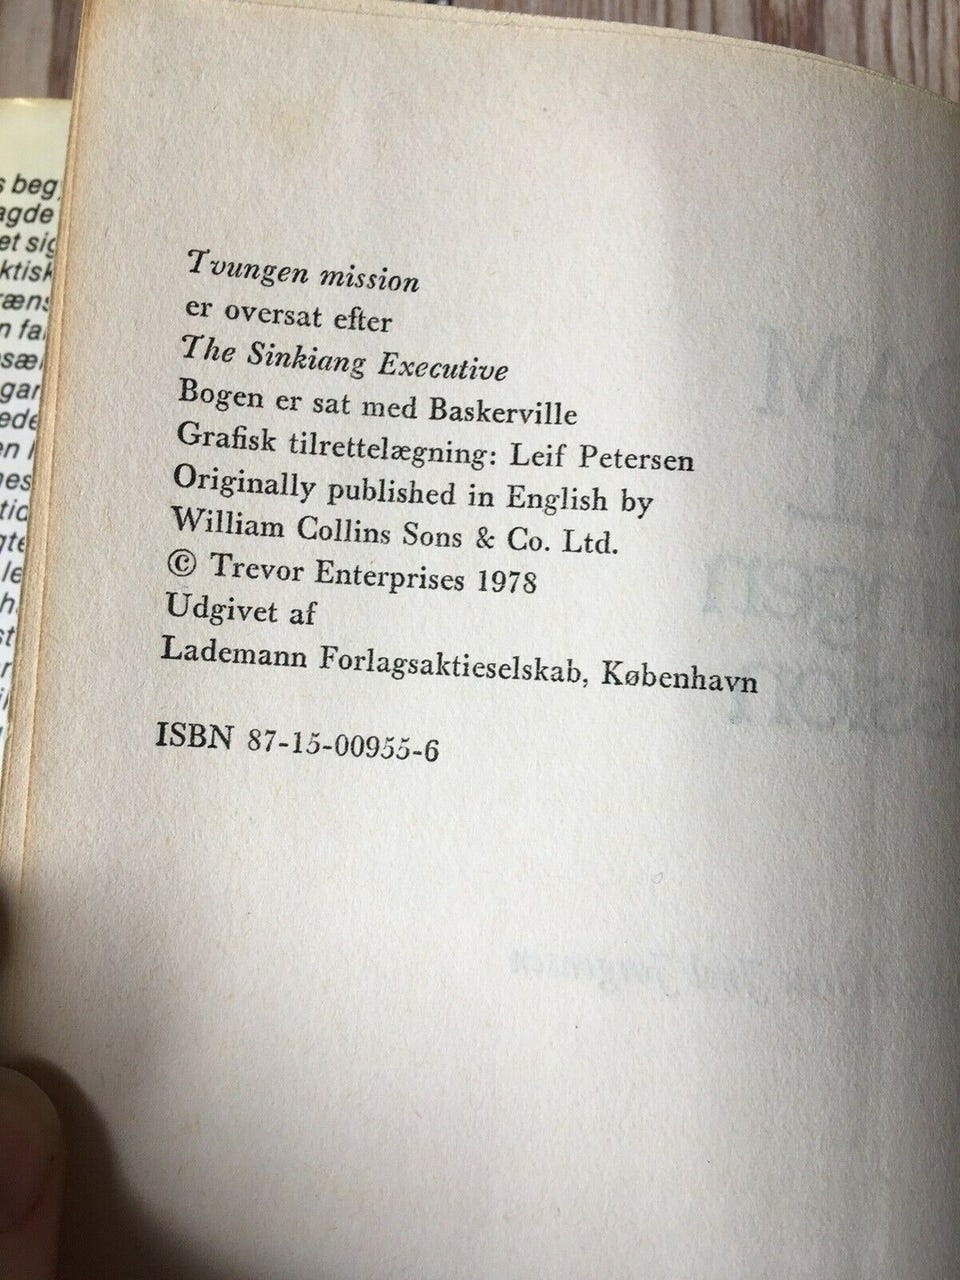 Tvungen mission
er oversat efter
The Sinkiang Executive
Bogen er sat med Baskerville
Grafisk tilrettelægning: Leif Petersen
Originally published in English by
William Collins Sons & Co. Ltd.
© Trevor Enterprises 1978
Udgivet af
Lademann Forlagsaktieselskab, København
ISBN 87-15-00955-6